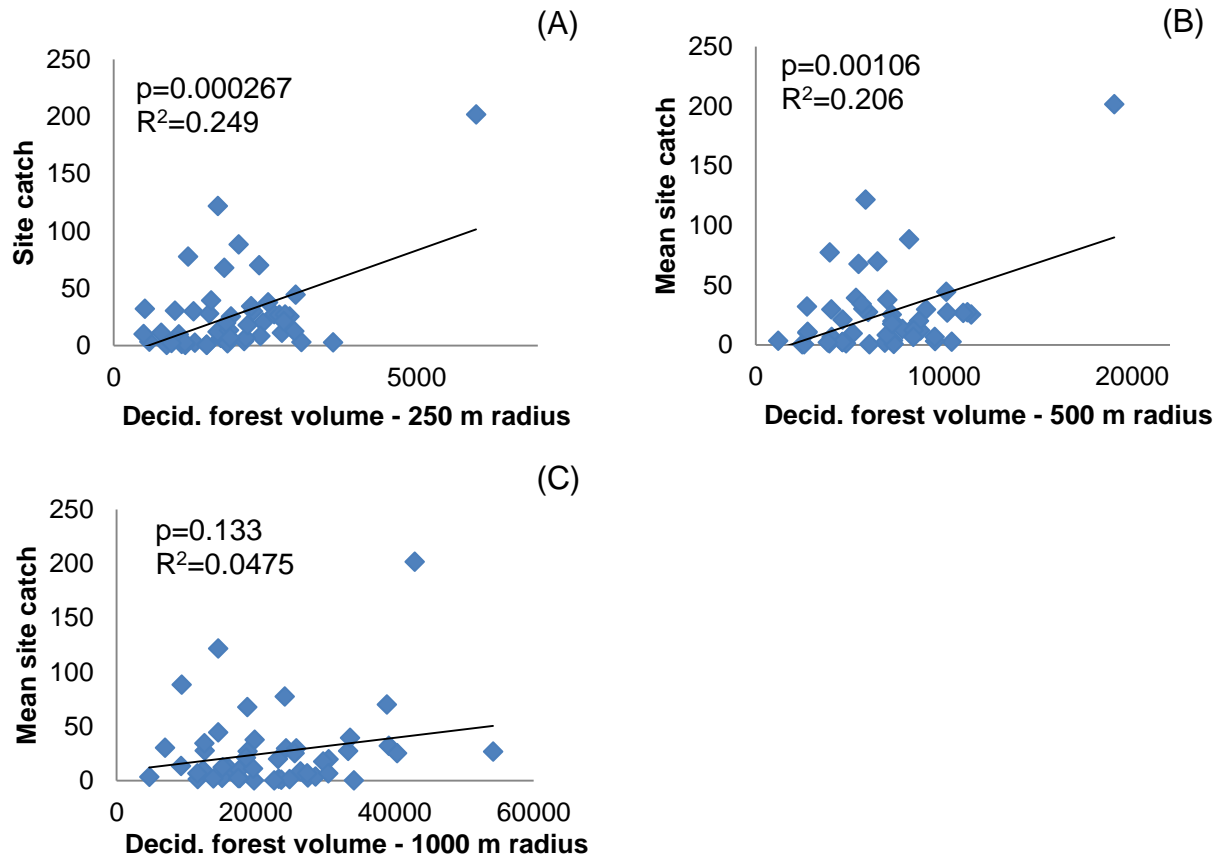 (A)
250
200
150
100
50
0
p=0.000267
R²=0.249
Site catch
0
5000
Decid. forest volume - 250 m radius
(B)
250
200
150
100
50
0
p=0.00106
R²=0.206
Mean site catch
0
10000
20000
Decid. forest volume - 500 m radius
(C)
250
200
150
100
50
0
p=0.133
R²=0.0475
Mean site catch
0
20000
40000
60000
Decid. forest volume - 1000 m radius